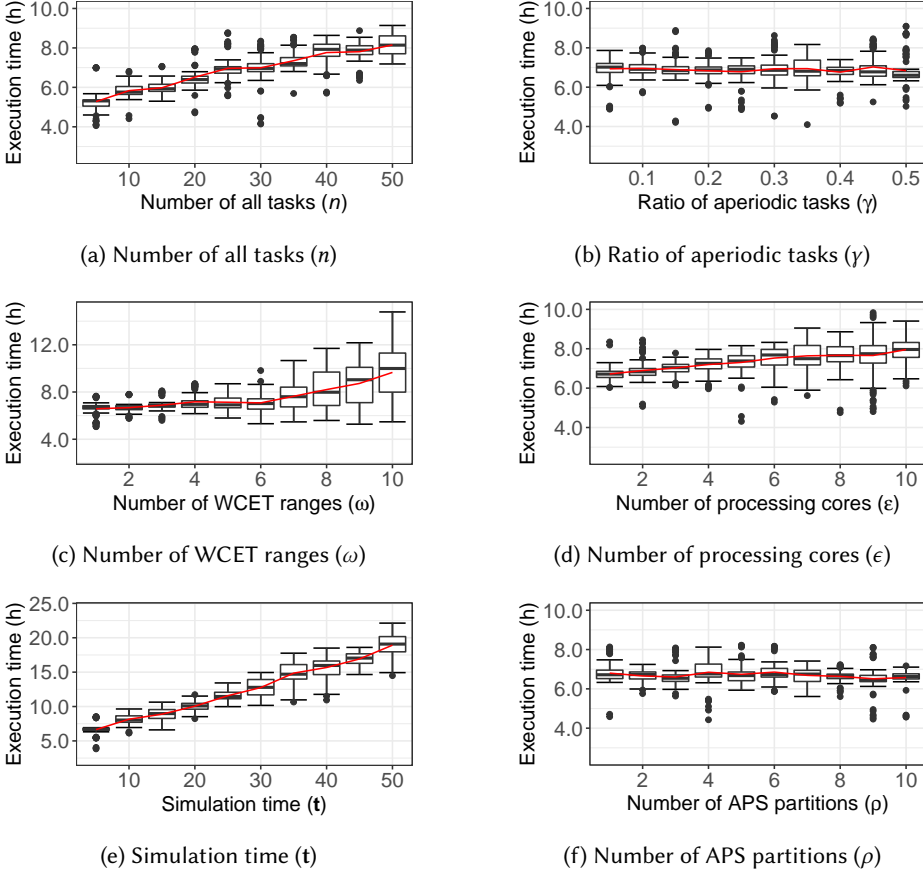 10.0
8.0
6.0
4.0
Execution time (h)
10 20 30 40 50
Number of all tasks (n)
(a) Number of all tasks (n)
10.0
8.0
6.0
4.0
Execution time (h)
0.1 0.2 0.3 0.4 0.5
Ratio of aperiodic tasks (γ)
(b) Ratio of aperiodic tasks (γ)
12.0
8.0
4.0
Execution time (h)
2 4 6 8 10
Number of WCET ranges (ω)
(c) Number of WCET ranges (ω)
10.0
8.0
6.0
4.0
Execution time (h)
2 4 6 8 10
Number of processing cores (ε)
(d) Number of processing cores (ϵ)
25.0
20.0
15.0
10.0
5.0
Execution time (h)
10 20 30 40 50
Simulation time (t)
(e) Simulation time (t)
10.0
8.0
6.0
4.0
Execution time (h)
2 4 6 8 10
Number of APS partitions (ρ)
(f) Number of APS partitions (ρ)